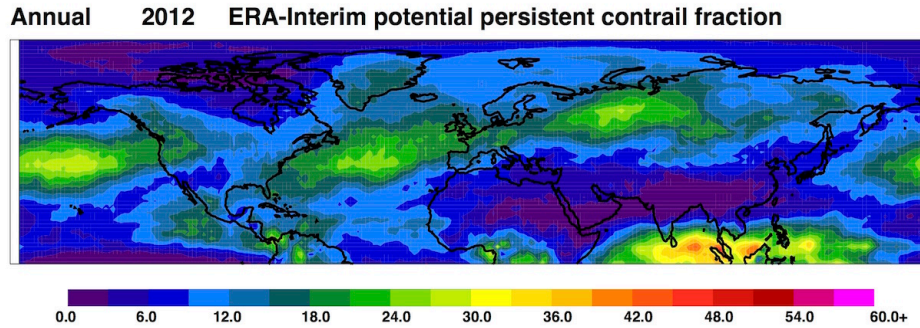 Annual 2012 ERA-Interim potential persistent contrail fraction
0.0 6.0 12.0 18.0 24.0 30.0 36.0 42.0 48.0 54.0 60.0+